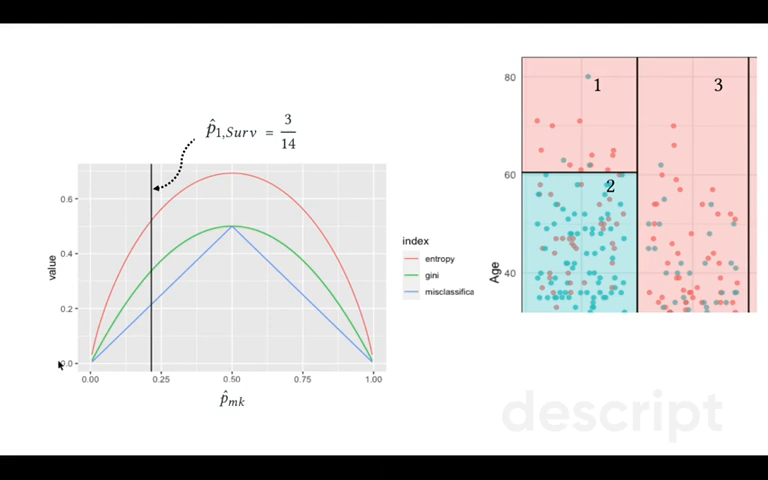 p̂1,Surv = 3/14
0.6
0.4
0.2
0.0
value
0.00 0.25 0.50 0.75 1.00
p̂mk
index
entropy
gini
misclassifica
80
60
40
Age
1
3
2
descript